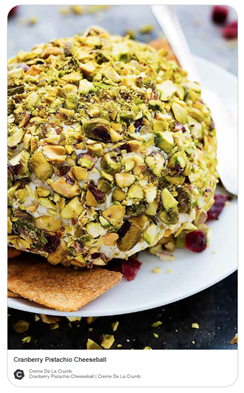 Cranberry Pistachio Cheeseball
C
Creme De La Crumb
Cranberry Pistachio Cheeseball | Creme De La Crumb